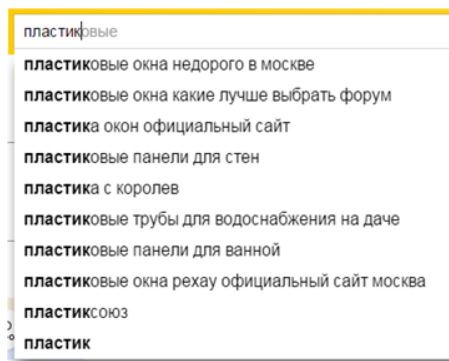 пластиковые
пластиковые окна недорого в москве
пластиковые окна какие лучше выбрать форум
пластика окон официальный сайт
пластиковые панели для стен
пластика с королев
пластиковые трубы для водоснабжения на даче
пластиковые панели для ванной
пластиковые окна рехау официальный сайт москва
пластиксоюз
пластик